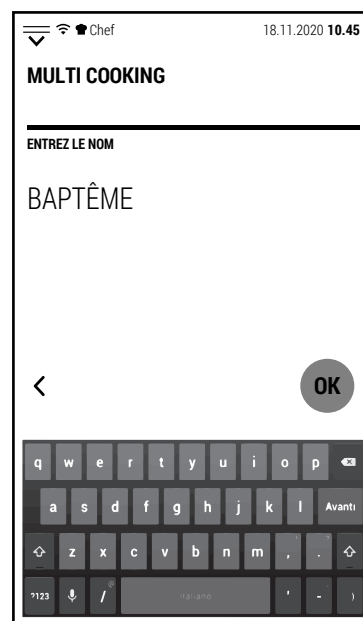 Chef 18.11.2020 10.45
MULTI COOKING
ENTREZ LE NOM
BAPTÊME
OK
q w e r t y u i o p
a s d f g h j k l Avanti
z x c v b n m , .
?123 / @ Italiano ' - )